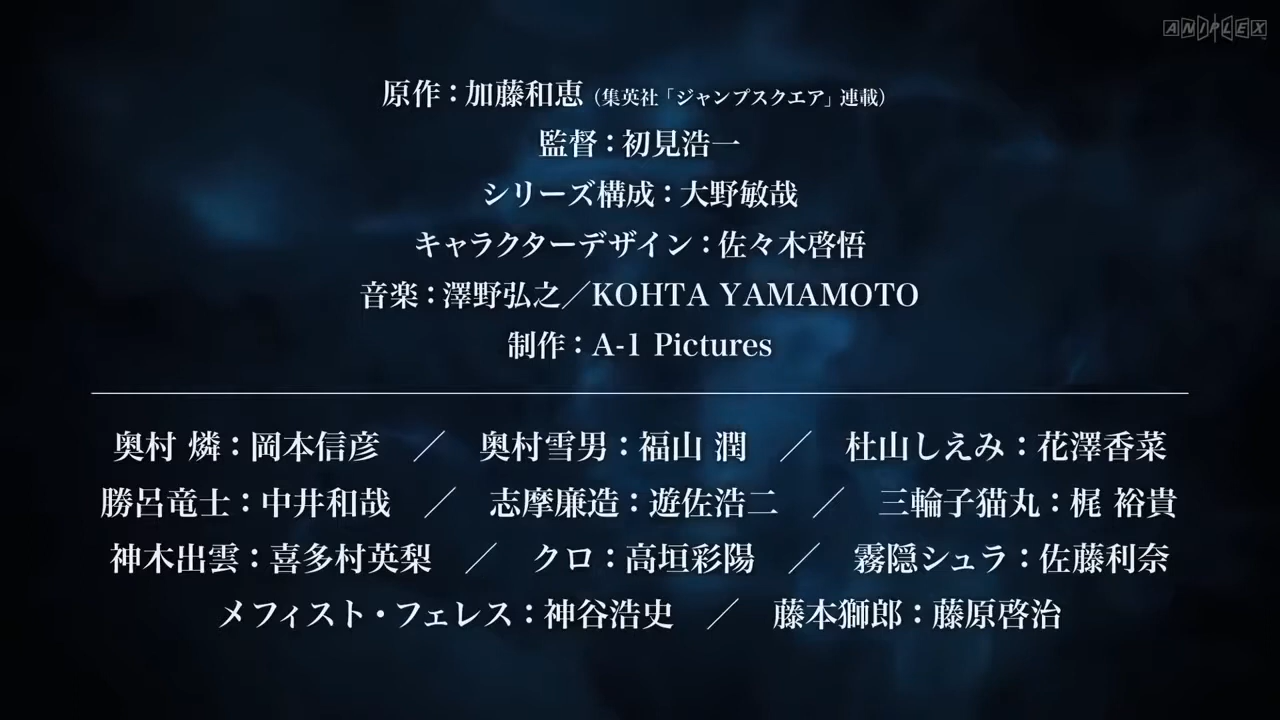 ANIPLEX
原作：加藤和恵（集英社「ジャンプスクエア」連載）
監督：初見浩一
シリーズ構成：大野敏哉
キャラクターデザイン：佐々木啓悟
音楽：澤野弘之／KOHTA YAMAMOTO
制作：A-1 Pictures
奥村 燐：岡本信彦 ／ 奥村雪男：福山 潤 ／ 杜山しえみ：花澤香菜
勝呂竜士：中井和哉 ／ 志摩廉造：遊佐浩二 ／ 三輪子猫丸：梶 裕貴
神木出雲：喜多村英梨 ／ クロ：高垣彩陽 ／ 霧隠シュラ：佐藤利奈
メフィスト・フェレス：神谷浩史 ／ 藤本獅郎：藤原啓治